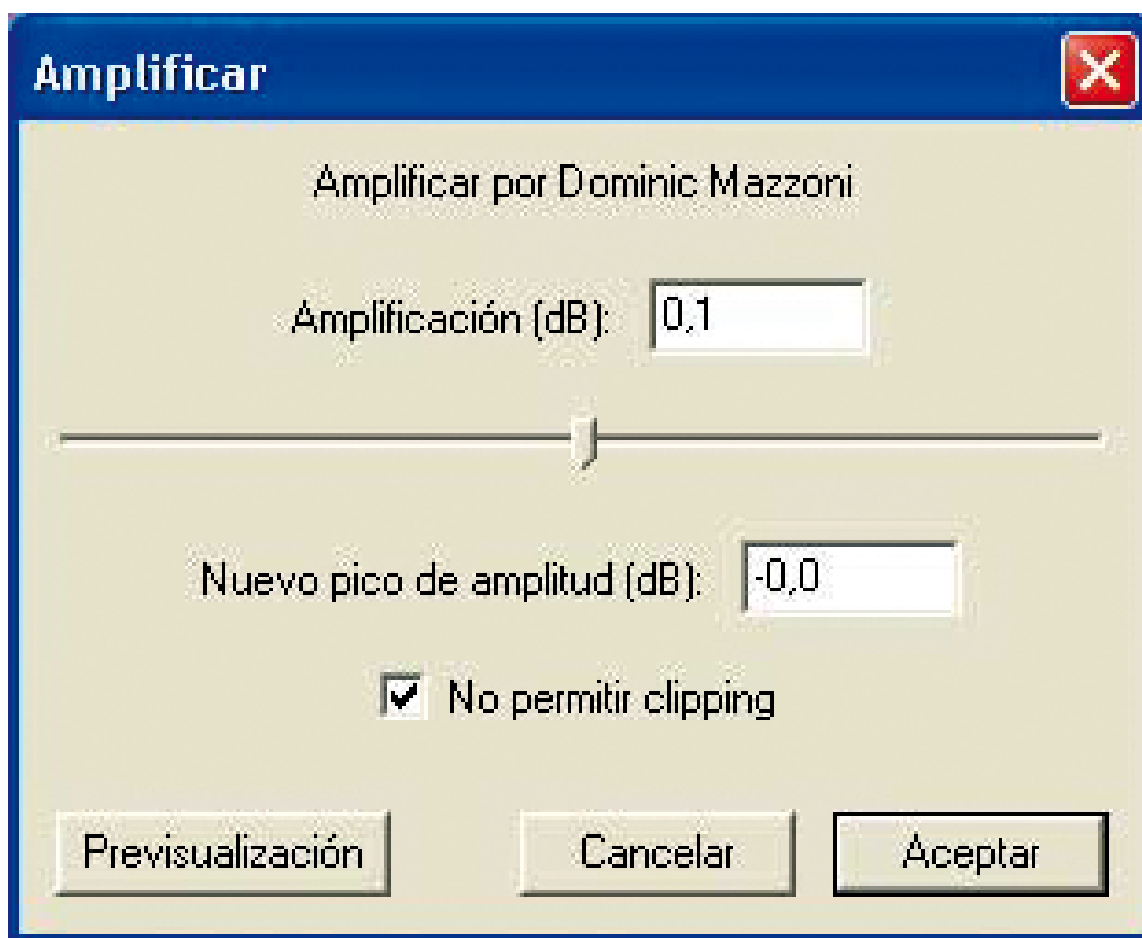 Amplificar
Amplificar por Dominic Mazzoni
Amplificación (dB): 0,1
Nuevo pico de amplitud (dB): -0,0
No permitir clipping
Previsualización Cancelar Aceptar